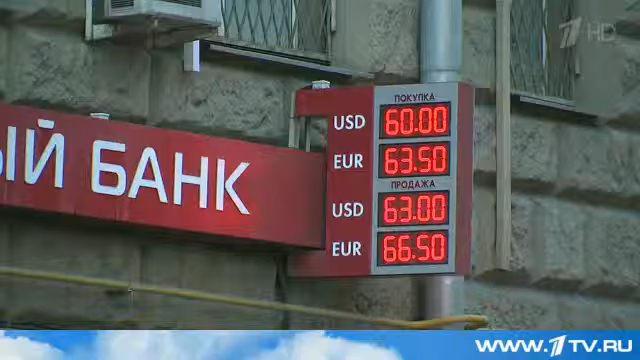 1 HD
ЫЙ БАНК
ПОКУПКА
USD 60.00
EUR 63.50
ПРОДАЖА
USD 63.00
EUR 66.50
WWW.1TV.RU